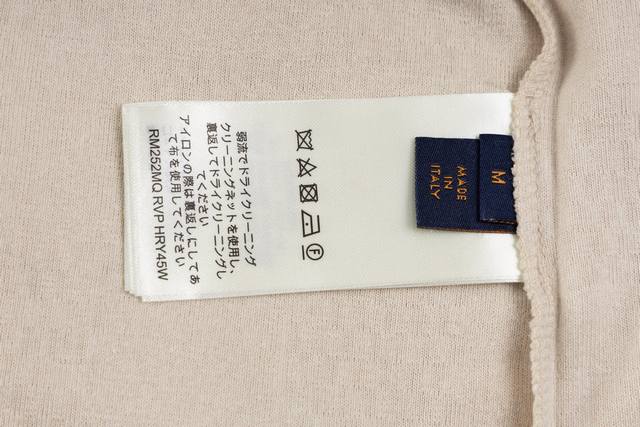 弱流でドライクリーニング
クリーニングネットを使用し、
裏返してドライクリーニングし
てください
アイロンの際は裏返しにしてあ
て布を使用してください
RM252MQ RVP HRY45W
F
MADE
IN
ITALY
M